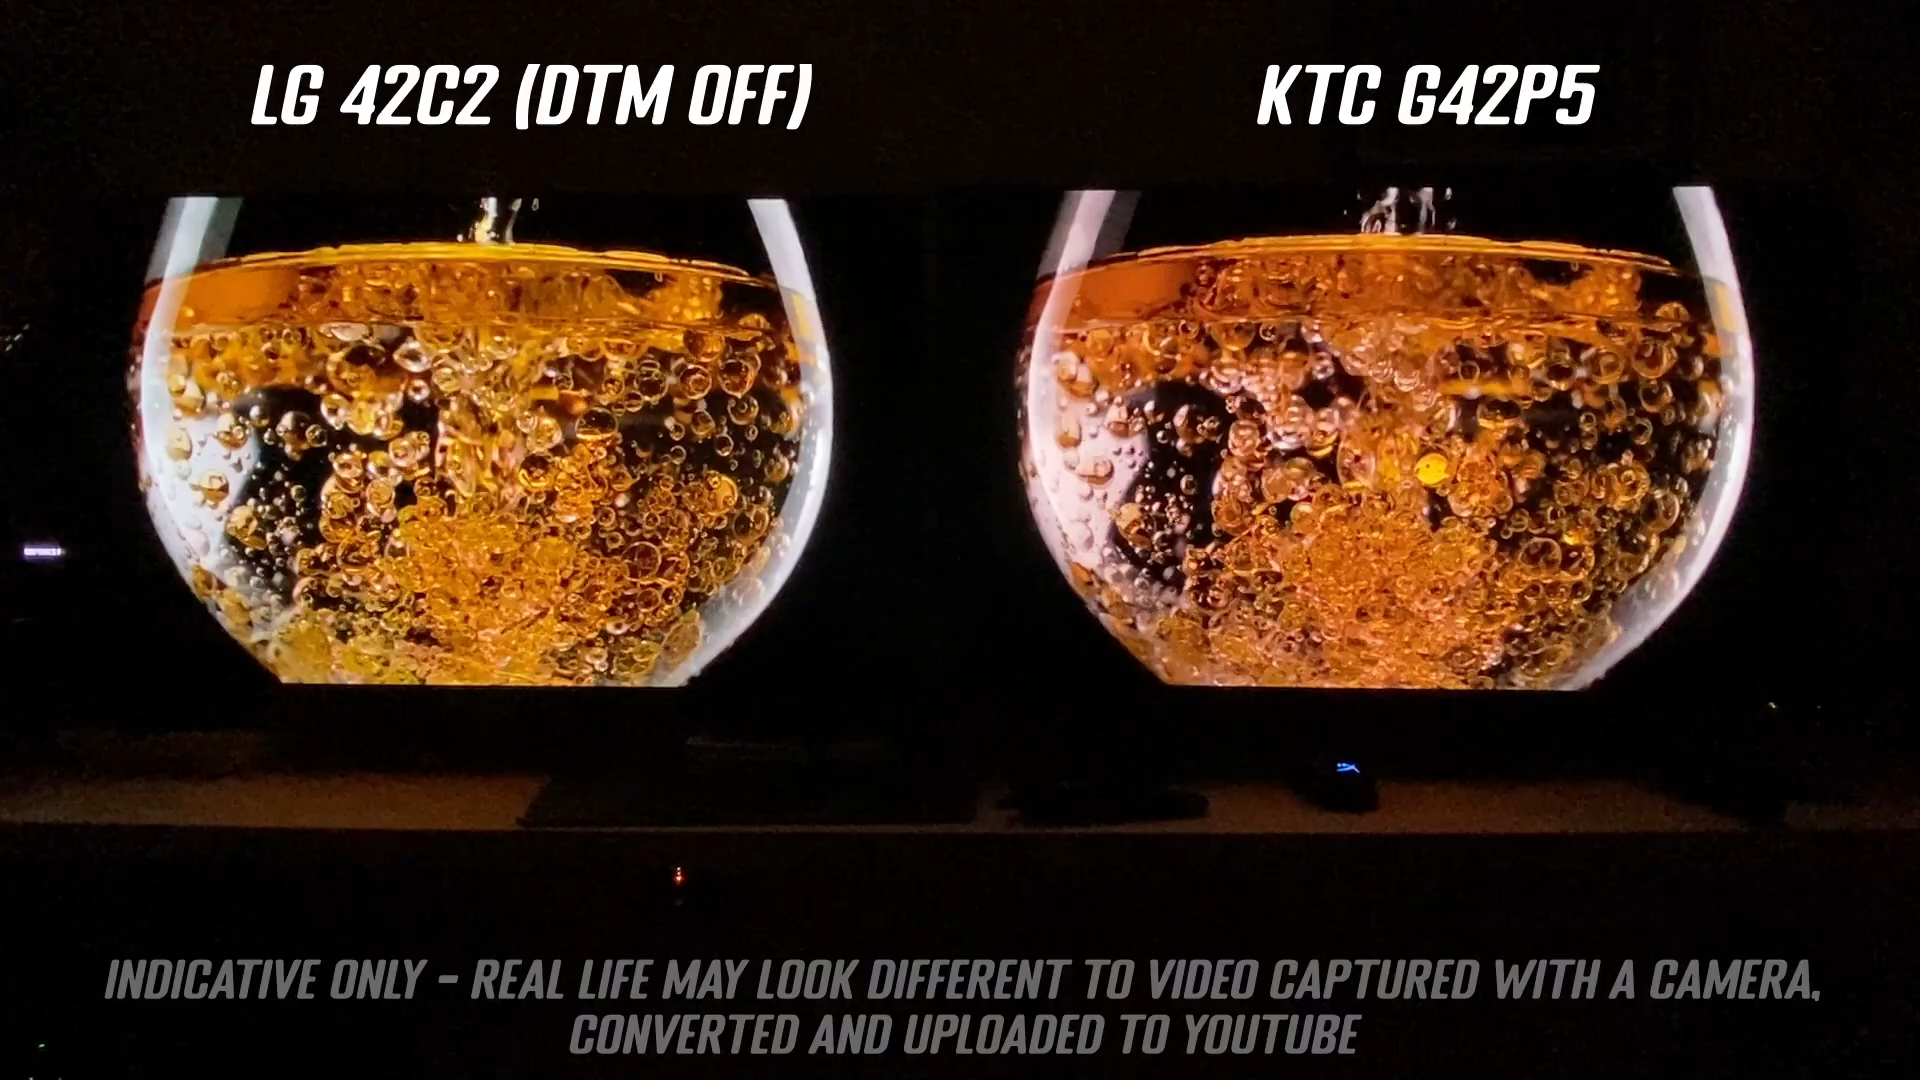 LG 42C2 (DTM OFF)
KTC G42P5
INDICATIVE ONLY - REAL LIFE MAY LOOK DIFFERENT TO VIDEO CAPTURED WITH A CAMERA,
CONVERTED AND UPLOADED TO YOUTUBE